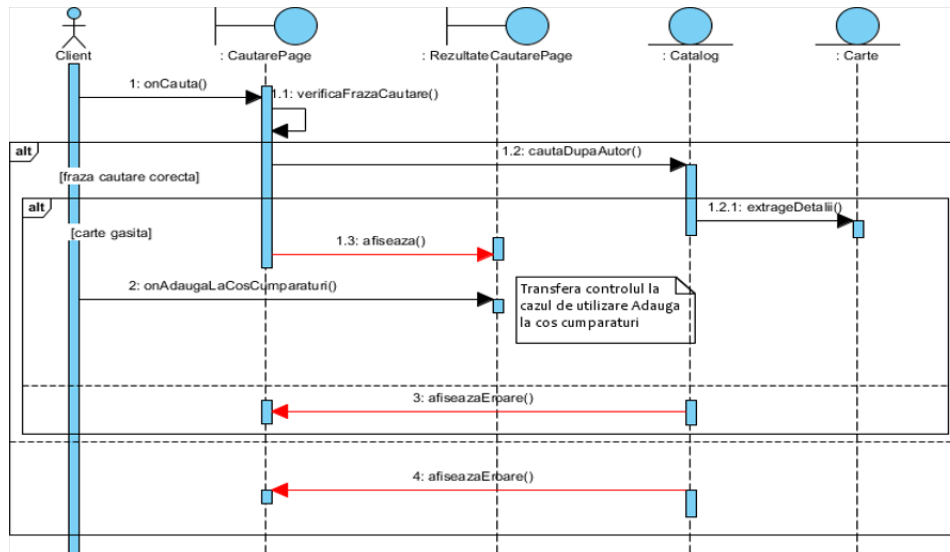 Client
: CautarePage
: RezultateCautarePage
: Catalog
: Carte
1: onCauta()
1.1: verificaFrazaCautare()
alt
1.2: cautaDupaAutor()
[fraza cautare corecta]
alt
1.2.1: extrageDetalii()
[carte gasita]
1.3: afiseaza()
2: onAdaugaLaCosCumparaturi()
Transfera controlul la
cazul de utilizare Adauga
la cos cumparaturi
3: afiseazaEroare()
4: afiseazaEroare()